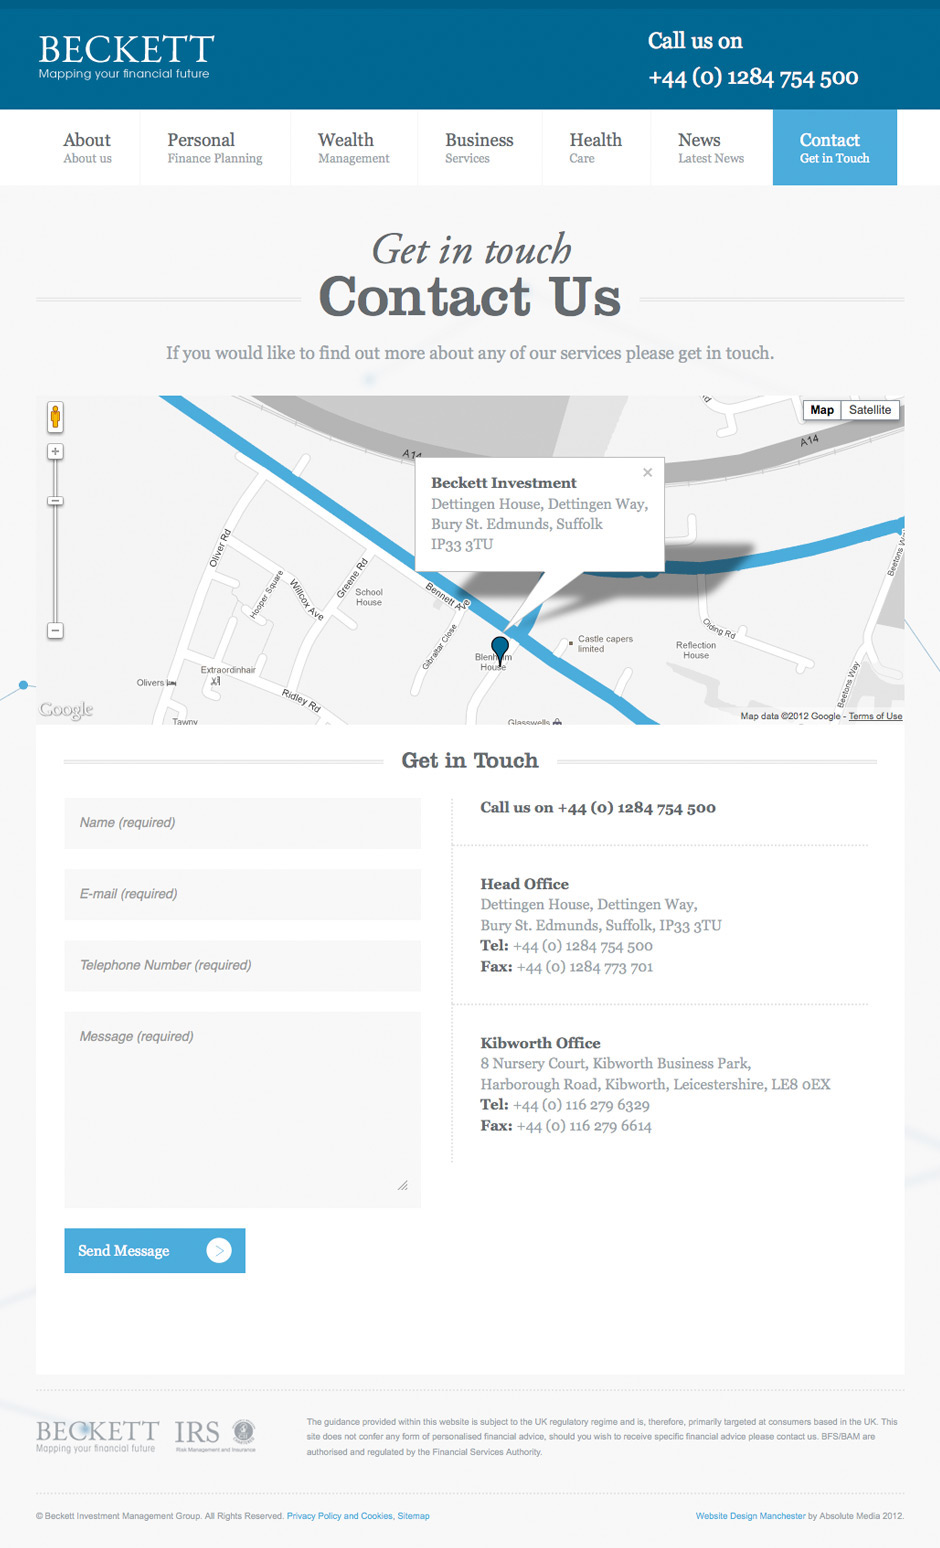 BECKETT
Mapping your financial future
Call us on
+44 (0) 1284 754 500
About
About us
Personal
Finance Planning
Wealth
Management
Business
Services
Health
Care
News
Latest News
Contact
Get in Touch
Get in touch
Contact Us
If you would like to find out more about any of our services please get in touch.
Map
Satellite
A14
A14
Beckett Investment
Dettingen House, Dettingen Way,
Bury St. Edmunds, Suffolk
IP33 3TU
Oliver Rd
Hooper Square
Willcox Ave
Greene Rd
School
House
Bennett Ave
Gibraltar Close
Beetons Way
Olding Rd
Castle capers
limited
Reflection
House
Blenheim
House
Extraordinhair
Olivers
Ridley Rd
Beetons Way
Tawny
Glasswells
Google
Map data ©2012 Google - Terms of Use
Get in Touch
Name (required)
E-mail (required)
Telephone Number (required)
Message (required)
Send Message
Call us on +44 (0) 1284 754 500
Head Office
Dettingen House, Dettingen Way,
Bury St. Edmunds, Suffolk, IP33 3TU
Tel: +44 (0) 1284 754 500
Fax: +44 (0) 1284 773 701
Kibworth Office
8 Nursery Court, Kibworth Business Park,
Harborough Road, Kibworth, Leicestershire, LE8 0EX
Tel: +44 (0) 116 279 6329
Fax: +44 (0) 116 279 6614
BECKETT
Mapping your financial future
IRS
Risk Management and Insurance
The guidance provided within this website is subject to the UK regulatory regime and is, therefore, primarily targeted at consumers based in the UK. This
site does not confer any form of personalised financial advice, should you wish to receive specific financial advice please contact us. BFS/BAM are
authorised and regulated by the Financial Services Authority.
© Beckett Investment Management Group. All Rights Reserved. Privacy Policy and Cookies, Sitemap
Website Design Manchester by Absolute Media 2012.